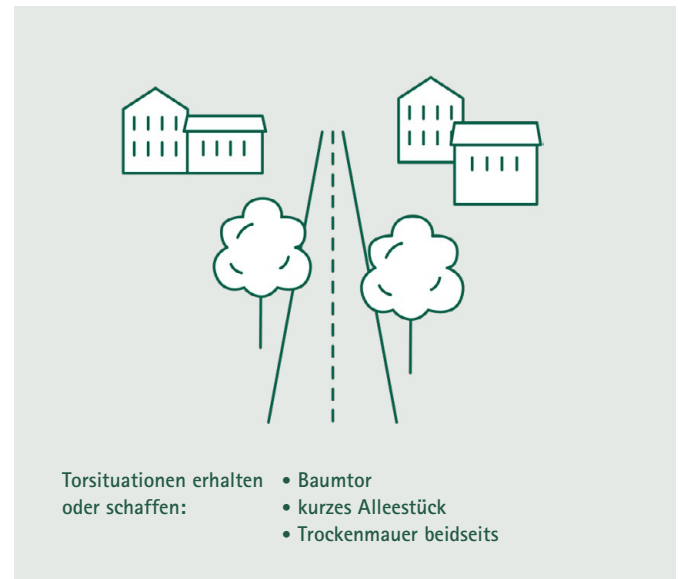 Torsituationen erhalten • Baumtor
oder schaffen: • kurzes Alleestück
• Trockenmauer beidseits